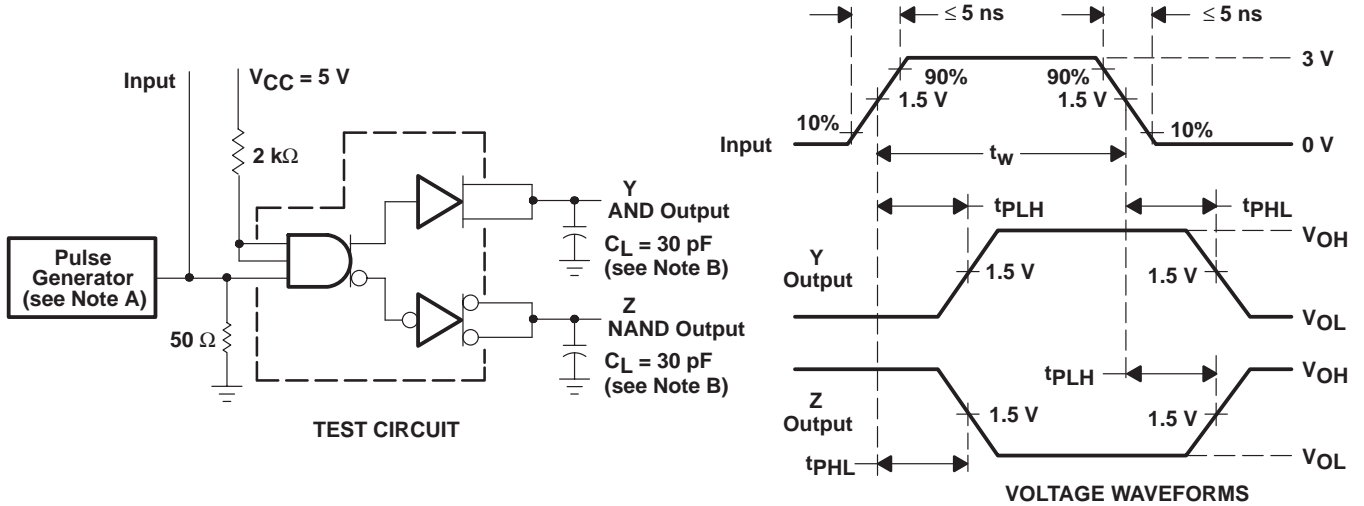 Input
VCC = 5 V
2 kΩ
Pulse
Generator
(see Note A)
50 Ω
Y
AND Output
CL = 30 pF
(see Note B)
Z
NAND Output
CL = 30 pF
(see Note B)
TEST CIRCUIT
≤ 5 ns
≤ 5 ns
3 V
90%
90%
1.5 V
1.5 V
10%
10%
Input
0 V
tw
tPLH
tPHL
VOH
Y
Output
1.5 V
1.5 V
VOL
tPLH
VOH
Z
Output
1.5 V
1.5 V
tPHL
VOL
VOLTAGE WAVEFORMS